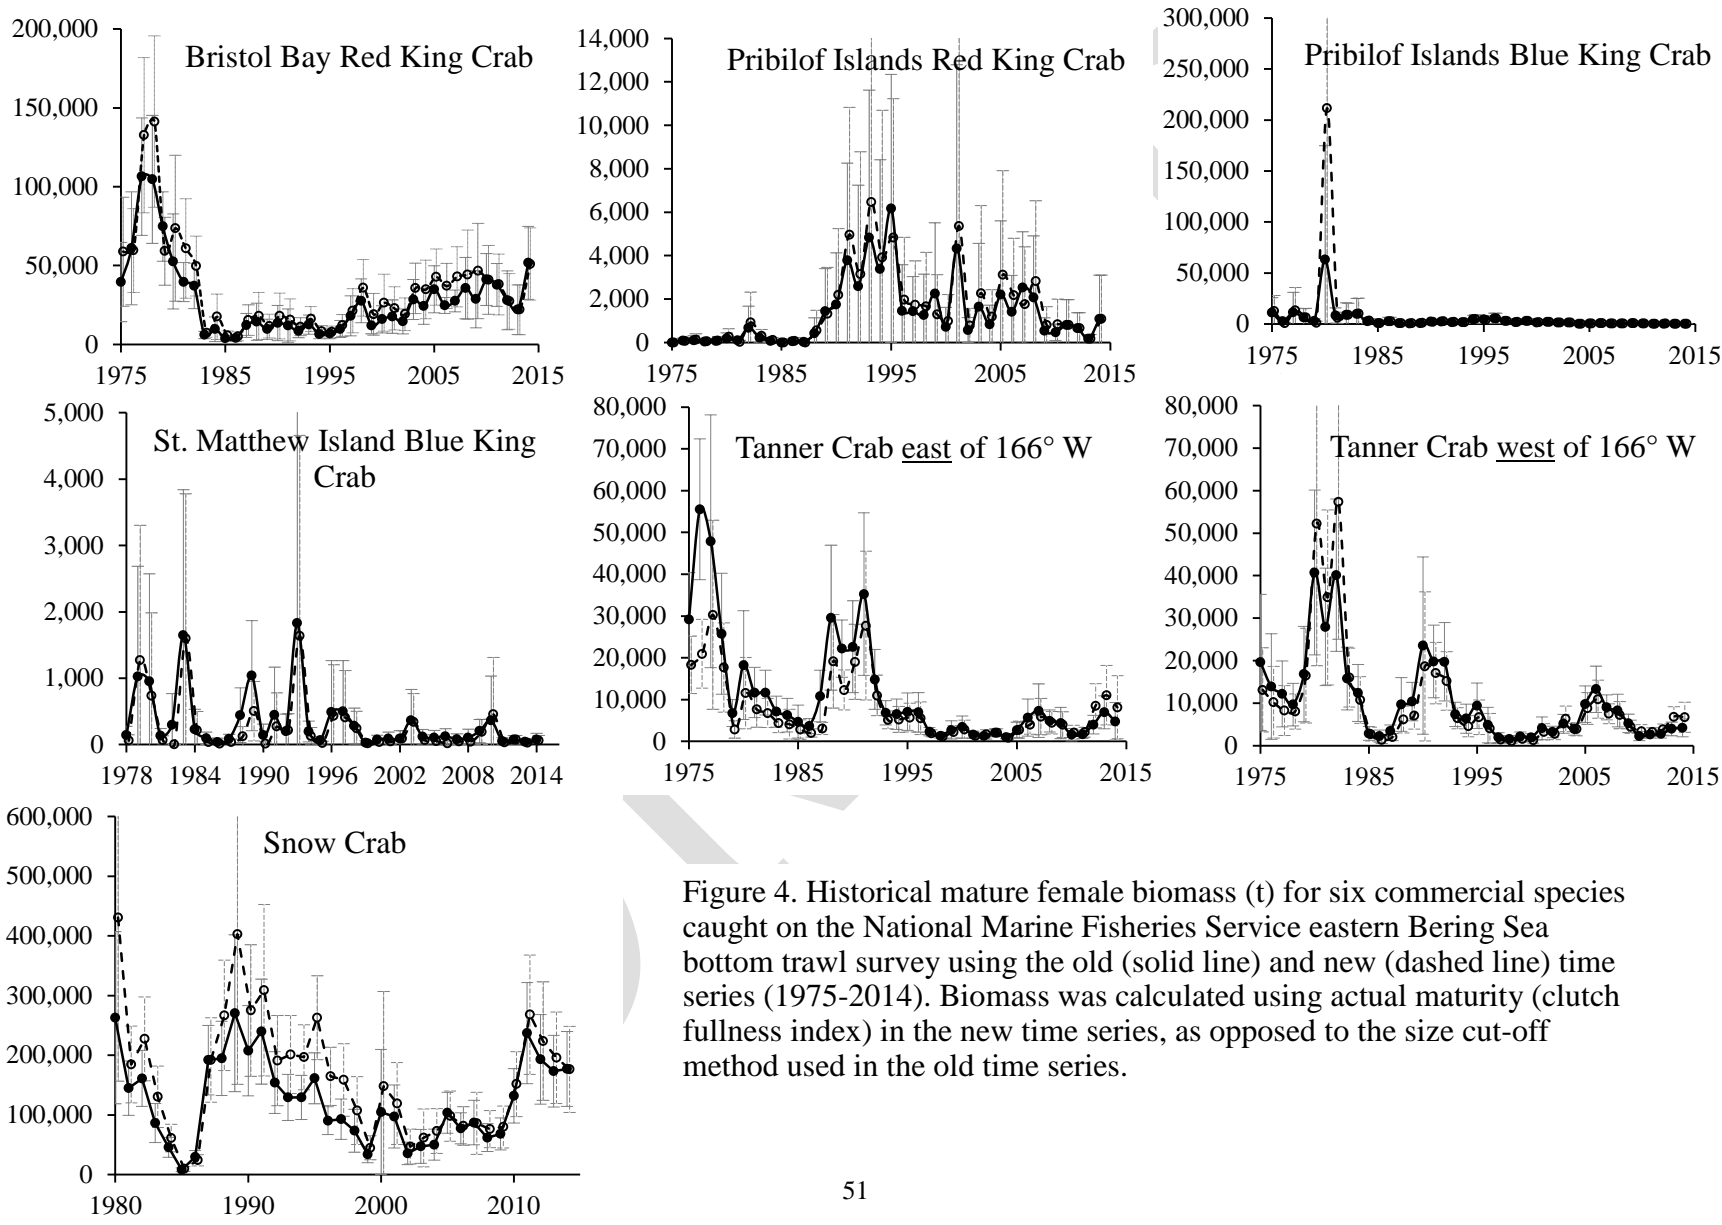 Bristol Bay Red King Crab
200,000
150,000
100,000
50,000
0
1975 1985 1995 2005 2015
Pribilof Islands Red King Crab
14,000
12,000
10,000
8,000
6,000
4,000
2,000
0
1975 1985 1995 2005 2015
Pribilof Islands Blue King Crab
300,000
250,000
200,000
150,000
100,000
50,000
0
1975 1985 1995 2005 2015
St. Matthew Island Blue King
Crab
5,000
4,000
3,000
2,000
1,000
0
1978 1984 1990 1996 2002 2008 2014
Tanner Crab east of 166° W
80,000
70,000
60,000
50,000
40,000
30,000
20,000
10,000
0
1975 1985 1995 2005 2015
Tanner Crab west of 166° W
80,000
70,000
60,000
50,000
40,000
30,000
20,000
10,000
0
1975 1985 1995 2005 2015
Snow Crab
600,000
500,000
400,000
300,000
200,000
100,000
0
1980 1990 2000 2010
Figure 4. Historical mature female biomass (t) for six commercial species
caught on the National Marine Fisheries Service eastern Bering Sea
bottom trawl survey using the old (solid line) and new (dashed line) time
series (1975-2014). Biomass was calculated using actual maturity (clutch
fullness index) in the new time series, as opposed to the size cut-off
method used in the old time series.
51